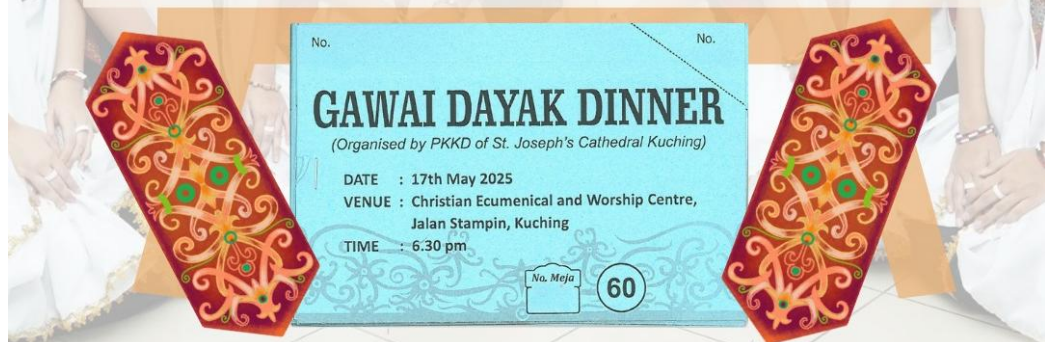 No.
No.
GAWAI DAYAK DINNER
(Organised by PKKD of St. Joseph's Cathedral Kuching)
DATE : 17th May 2025
VENUE : Christian Ecumenical and Worship Centre,
Jalan Stampin, Kuching
TIME : 6.30 pm
No. Meja
60